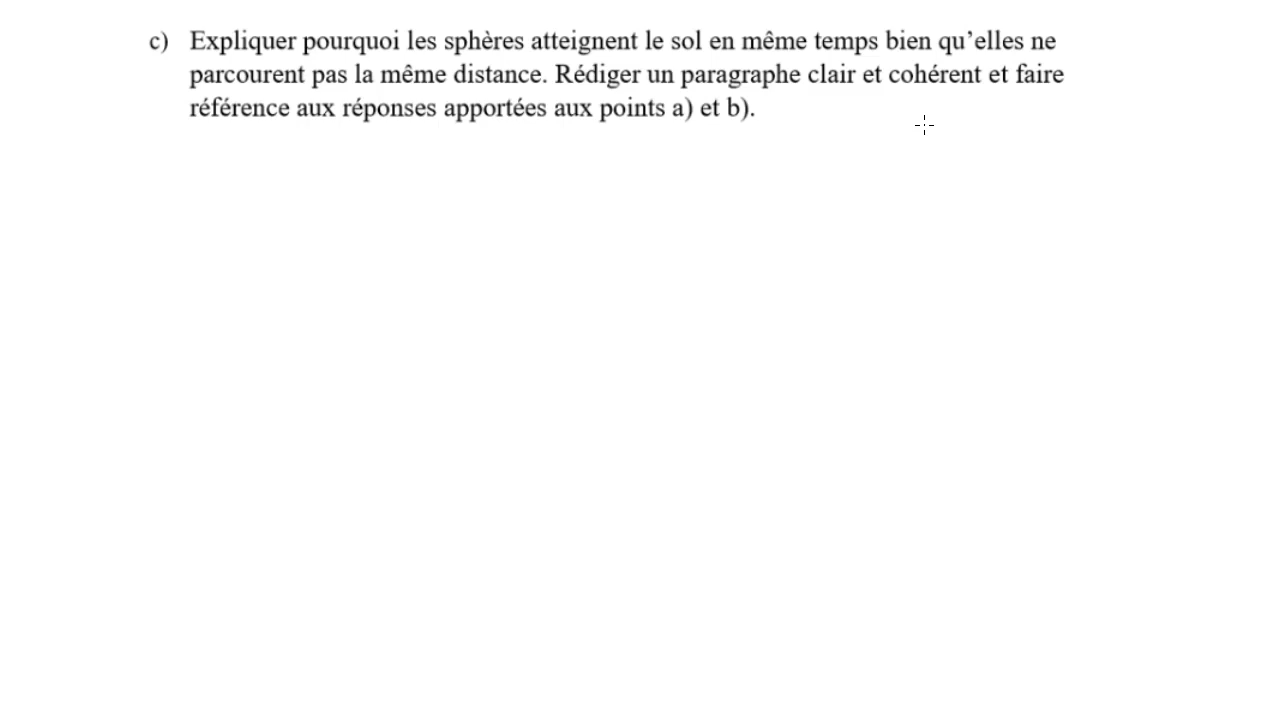 c) Expliquer pourquoi les sphères atteignent le sol en même temps bien qu’elles ne
parcourent pas la même distance. Rédiger un paragraphe clair et cohérent et faire
référence aux réponses apportées aux points a) et b).